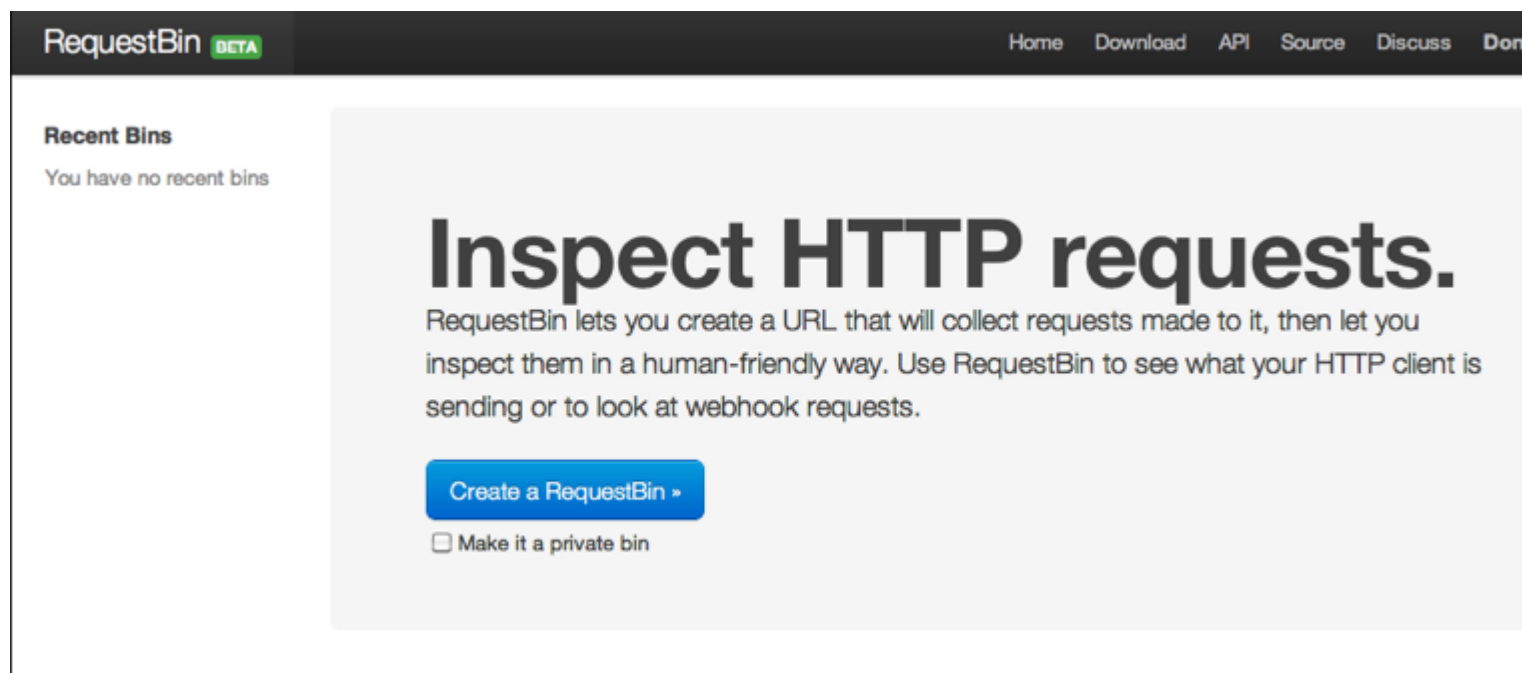 RequestBin BETA
Home Download API Source Discuss
Recent Bins
You have no recent bins
Inspect HTTP requests.
RequestBin lets you create a URL that will collect requests made to it, then let you
inspect them in a human-friendly way. Use RequestBin to see what your HTTP client is
sending or to look at webhook requests.
Create a RequestBin »
Make it a private bin